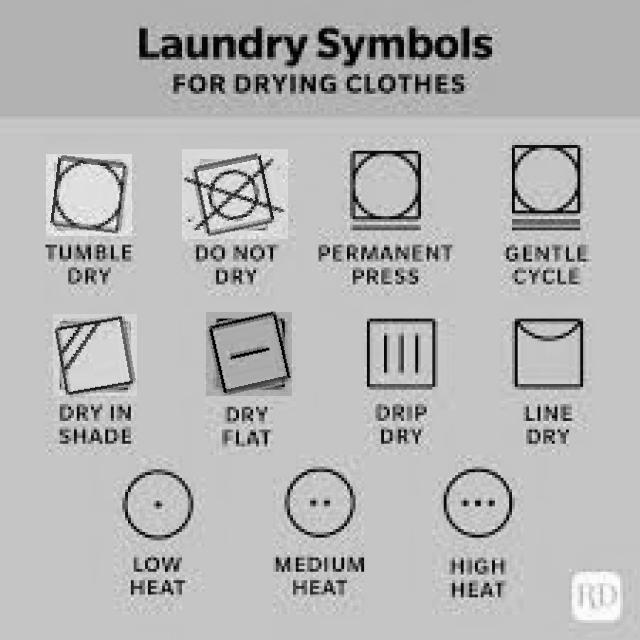 Laundry Symbols
FOR DRYING CLOTHES
TUMBLE
DRY
DO NOT
DRY
PERMANENT
PRESS
GENTLE
CYCLE
DRY IN
SHADE
DRY
FLAT
DRIP
DRY
LINE
DRY
LOW
HEAT
MEDIUM
HEAT
HIGH
HEAT
RD